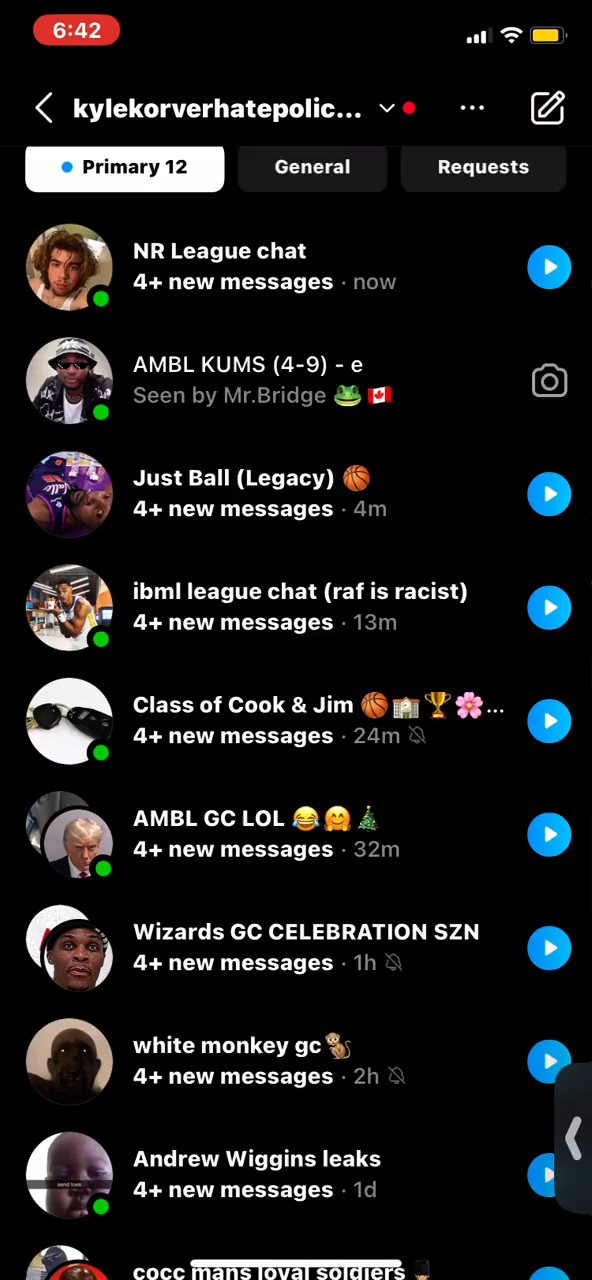 6:42
kylekorverhatepolic...
Primary 12
General
Requests
NR League chat
4+ new messages · now
AMBL KUMS (4-9) - e
Seen by Mr.Bridge 🐸🇨🇦
Just Ball (Legacy) 🏀
4+ new messages · 4m
ibml league chat (raf is racist)
4+ new messages · 13m
Class of Cook & Jim 🏀🏫🏆🌸...
4+ new messages · 24m
AMBL GC LOL 😂🤗🎄
4+ new messages · 32m
Wizards GC CELEBRATION SZN
4+ new messages · 1h
white monkey gc🐒
4+ new messages · 2h
Andrew Wiggins leaks
4+ new messages · 1d
send toes
cocc mans loyal soldiers